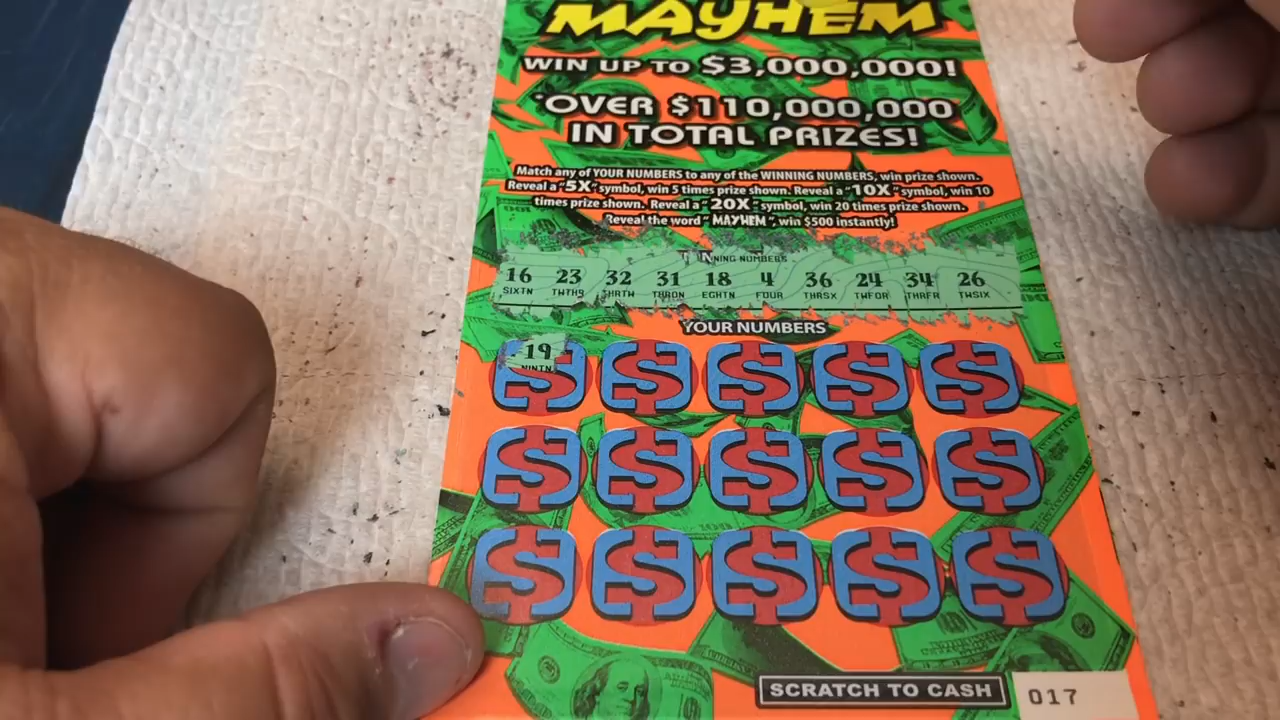 MAYHEM
WIN UP TO $3,000,000!
*OVER $110,000,000
IN TOTAL PRIZES!
Match any of YOUR NUMBERS to any of the WINNING NUMBERS, win prize shown.
Reveal a "5X" symbol, win 5 times prize shown. Reveal a "10X" symbol, win 10
times prize shown. Reveal a "20X" symbol, win 20 times prize shown.
Reveal the word "MAYHEM", win $500 instantly!
WINNING NUMBERS
16 23 32 31 18 4 36 24 34 26
SIXTN TWTHR THRTW THRON EGHTN FOUR THRSX TWFOR THRFR TWSIX
YOUR NUMBERS
19
NINTN
SCRATCH TO CASH
017